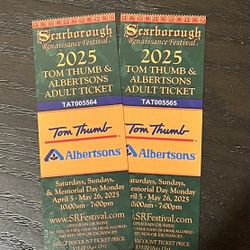 Scarborough
Renaissance Festival
2025
TOM THUMB &
ALBERTSONS
ADULT TICKET
TAT005564
Tom Thumb
Albertsons
Saturdays, Sundays,
& Memorial Day Monday
April 5 - May 26, 2025
10:00am - 7:00pm
www.SRFestival.com
Scarborough
Renaissance Festival
2025
TOM THUMB &
ALBERTSONS
ADULT TICKET
TAT005565
Tom Thumb
Albertsons
Saturdays, Sundays,
& Memorial Day Monday
April 5 - May 26, 2025
10:00am - 7:00pm
www.SRFestival.com